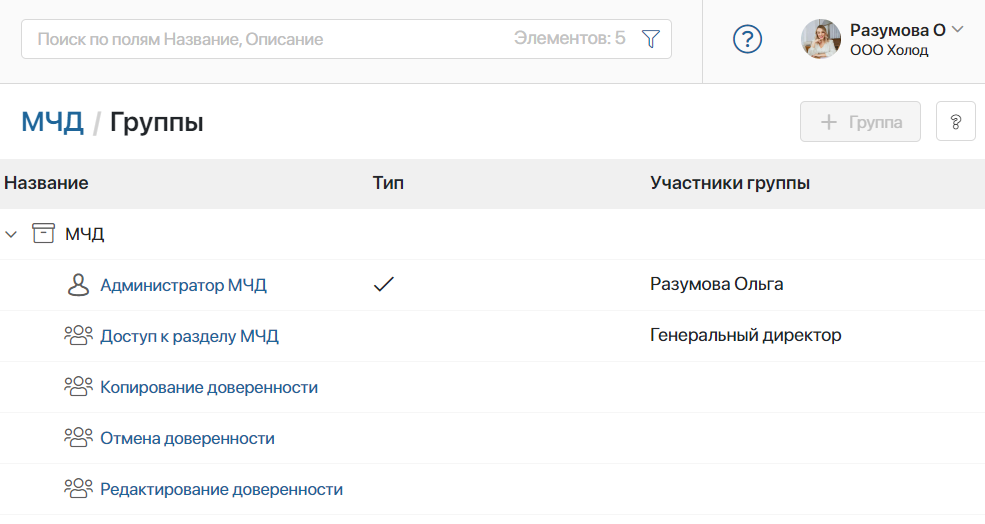 Поиск по полям Название, Описание Элементов: 5
?
Разумова О
ООО Холод
МЧД / Группы
+ Группа
?
Название Тип Участники группы
МЧД
Администратор МЧД Разумова Ольга
Доступ к разделу МЧД Генеральный директор
Копирование доверенности
Отмена доверенности
Редактирование доверенности